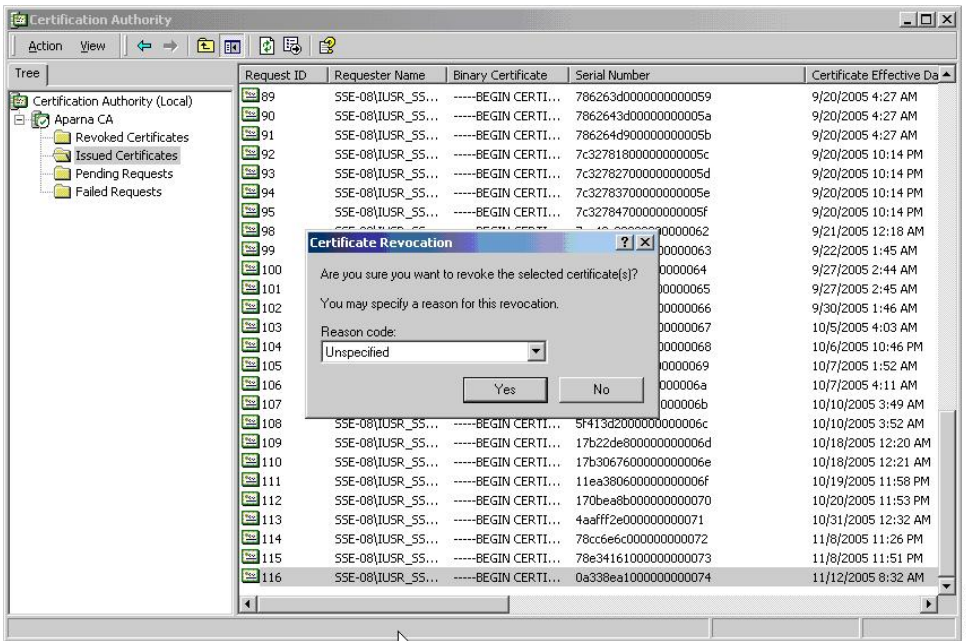 Certification Authority
Action View
Tree
Request ID Requester Name Binary Certificate Serial Number Certificate Effective Da
Certification Authority (Local)
Aparna CA
Revoked Certificates
Issued Certificates
Pending Requests
Failed Requests
89 SSE-08\IUSR_SS... -----BEGIN CERTI... 786263d0000000000059 9/20/2005 4:27 AM
90 SSE-08\IUSR_SS... -----BEGIN CERTI... 7862643d00000000005a 9/20/2005 4:27 AM
91 SSE-08\IUSR_SS... -----BEGIN CERTI... 786264d900000000005b 9/20/2005 4:27 AM
92 SSE-08\IUSR_SS... -----BEGIN CERTI... 7c32781800000000005c 9/20/2005 10:14 PM
93 SSE-08\IUSR_SS... -----BEGIN CERTI... 7c32782700000000005d 9/20/2005 10:14 PM
94 SSE-08\IUSR_SS... -----BEGIN CERTI... 7c32783700000000005e 9/20/2005 10:14 PM
95 SSE-08\IUSR_SS... -----BEGIN CERTI... 7c32784700000000005f 9/20/2005 10:14 PM
98 9/21/2005 12:18 AM
99 9/22/2005 1:45 AM
100 9/27/2005 2:44 AM
101 9/27/2005 2:45 AM
102 9/30/2005 1:46 AM
103 10/5/2005 4:03 AM
104 10/6/2005 10:46 PM
105 10/7/2005 1:52 AM
106 10/7/2005 4:11 AM
107 10/10/2005 3:49 AM
Certificate Revocation
Are you sure you want to revoke the selected certificate(s)?
You may specify a reason for this revocation.
Reason code:
Unspecified
Yes No
108 SSE-08\IUSR_SS... -----BEGIN CERTI... 5f413d2000000000006c 10/10/2005 3:52 AM
109 SSE-08\IUSR_SS... -----BEGIN CERTI... 17b22de800000000006d 10/18/2005 12:20 AM
110 SSE-08\IUSR_SS... -----BEGIN CERTI... 17b3067600000000006e 10/18/2005 12:21 AM
111 SSE-08\IUSR_SS... -----BEGIN CERTI... 11ea380600000000006f 10/19/2005 11:58 PM
112 SSE-08\IUSR_SS... -----BEGIN CERTI... 170bea8b000000000070 10/20/2005 11:53 PM
113 SSE-08\IUSR_SS... -----BEGIN CERTI... 4aafff2e000000000071 10/31/2005 12:32 AM
114 SSE-08\IUSR_SS... -----BEGIN CERTI... 78cc6e6c000000000072 11/8/2005 11:26 PM
115 SSE-08\IUSR_SS... -----BEGIN CERTI... 78e34161000000000073 11/8/2005 11:51 PM
116 SSE-08\IUSR_SS... -----BEGIN CERTI... 0a338ea1000000000074 11/12/2005 8:32 AM